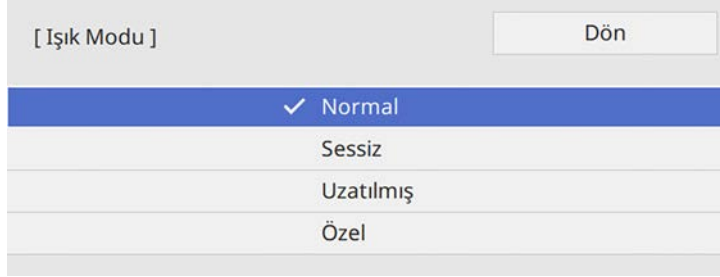 [ Işık Modu ]
Dön
Normal
Sessiz
Uzatılmış
Özel